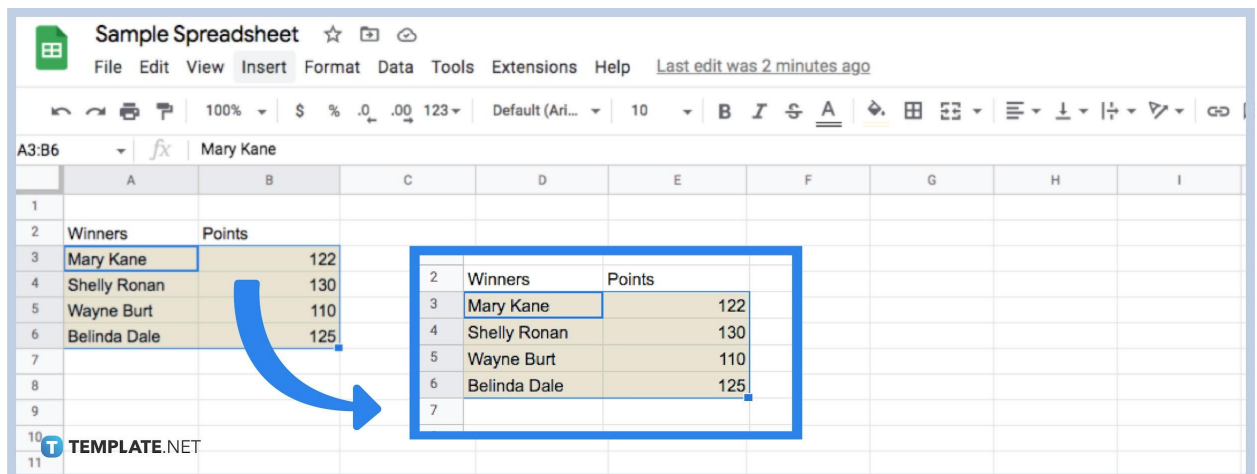 Sample Spreadsheet
File Edit View Insert Format Data Tools Extensions Help Last edit was 2 minutes ago
100% $ % .0 .00 123 Default (Ari... 10 B I S A
A3:B6 fx Mary Kane
A B C D E F G H I
1
2 Winners Points
3 Mary Kane 122
4 Shelly Ronan 130
5 Wayne Burt 110
6 Belinda Dale 125
7
8
9
10
11
2 Winners Points
3 Mary Kane 122
4 Shelly Ronan 130
5 Wayne Burt 110
6 Belinda Dale 125
7
T TEMPLATE.NET